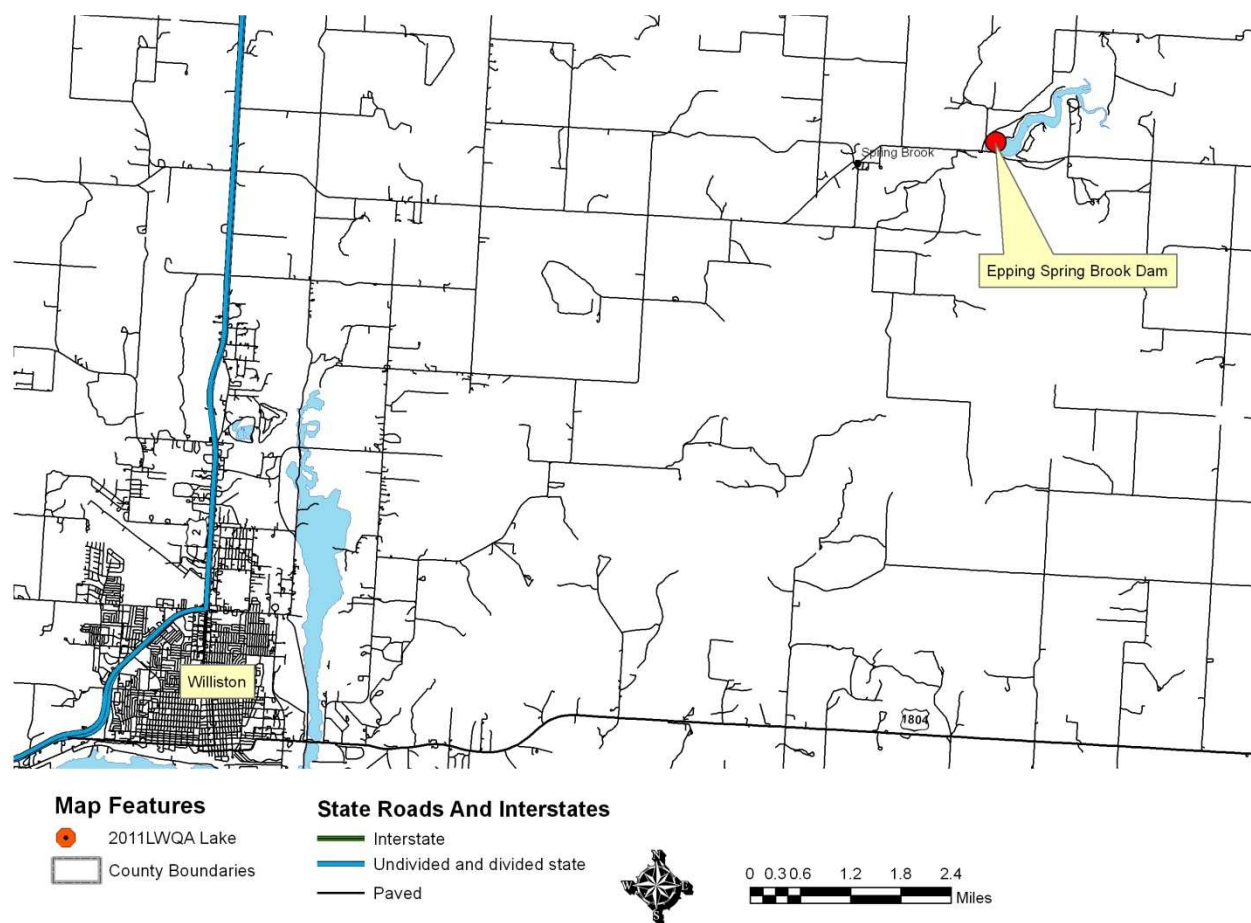 Spring Brook
Epping Spring Brook Dam
2
Williston
1804
Map Features
2011LWQA Lake
County Boundaries
State Roads And Interstates
Interstate
Undivided and divided state
Paved
N
W E
S
0 0.3 0.6 1.2 1.8 2.4
Miles